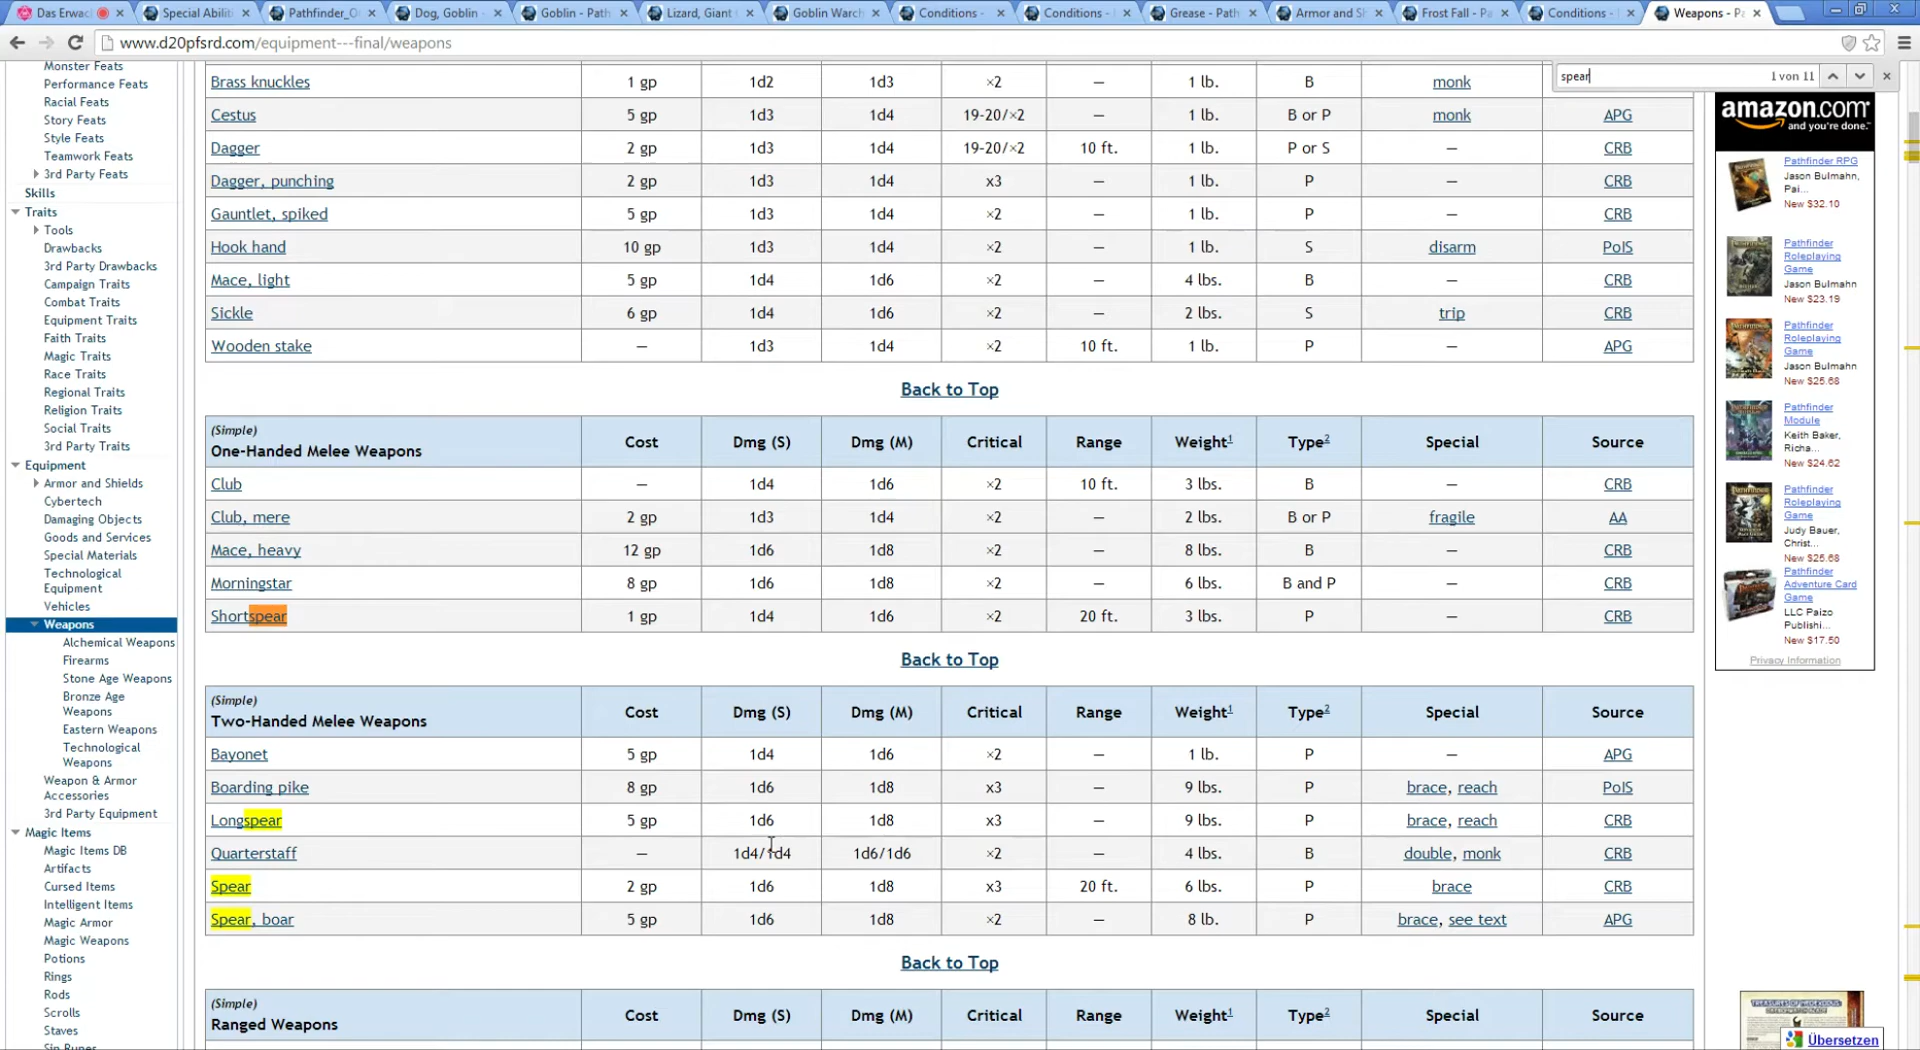 Das Erwac
Special Abiliti
Pathfinder_O
Dog, Goblin -
Goblin - Path
Lizard, Giant
Goblin Warch
Conditions -
Conditions -
Grease - Path
Armor and Sh
Frost Fall - Pa
Conditions -
Weapons - Pa
www.d20pfsrd.com/equipment---final/weapons
spear 1 von 11
Monster Feats
Performance Feats
Racial Feats
Story Feats
Style Feats
Teamwork Feats
3rd Party Feats
Skills
Traits
Tools
Drawbacks
3rd Party Drawbacks
Campaign Traits
Combat Traits
Equipment Traits
Faith Traits
Magic Traits
Race Traits
Regional Traits
Religion Traits
Social Traits
3rd Party Traits
Equipment
Armor and Shields
Cybertech
Damaging Objects
Goods and Services
Special Materials
Technological
Equipment
Vehicles
Weapons
Alchemical Weapons
Firearms
Stone Age Weapons
Bronze Age
Weapons
Eastern Weapons
Technological
Weapons
Weapon & Armor
Accessories
3rd Party Equipment
Magic Items
Magic Items DB
Artifacts
Cursed Items
Intelligent Items
Magic Armor
Magic Weapons
Potions
Rings
Rods
Scrolls
Staves
Brass knuckles 1 gp 1d2 1d3 ×2 — 1 lb. B monk
Cestus 5 gp 1d3 1d4 19-20/×2 — 1 lb. B or P monk APG
Dagger 2 gp 1d3 1d4 19-20/×2 10 ft. 1 lb. P or S — CRB
Dagger, punching 2 gp 1d3 1d4 x3 — 1 lb. P — CRB
Gauntlet, spiked 5 gp 1d3 1d4 ×2 — 1 lb. P — CRB
Hook hand 10 gp 1d3 1d4 ×2 — 1 lb. S disarm PoIS
Mace, light 5 gp 1d4 1d6 ×2 — 4 lbs. B — CRB
Sickle 6 gp 1d4 1d6 ×2 — 2 lbs. S trip CRB
Wooden stake — 1d3 1d4 ×2 10 ft. 1 lb. P — APG
Back to Top
(Simple)
One-Handed Melee Weapons Cost Dmg (S) Dmg (M) Critical Range Weight1 Type2 Special Source
Club — 1d4 1d6 ×2 10 ft. 3 lbs. B — CRB
Club, mere 2 gp 1d3 1d4 ×2 — 2 lbs. B or P fragile AA
Mace, heavy 12 gp 1d6 1d8 ×2 — 8 lbs. B — CRB
Morningstar 8 gp 1d6 1d8 ×2 — 6 lbs. B and P — CRB
Shortspear 1 gp 1d4 1d6 ×2 20 ft. 3 lbs. P — CRB
Back to Top
(Simple)
Two-Handed Melee Weapons Cost Dmg (S) Dmg (M) Critical Range Weight1 Type2 Special Source
Bayonet 5 gp 1d4 1d6 ×2 — 1 lb. P — APG
Boarding pike 8 gp 1d6 1d8 x3 — 9 lbs. P brace, reach PoIS
Longspear 5 gp 1d6 1d8 x3 — 9 lbs. P brace, reach CRB
Quarterstaff — 1d4/1d4 1d6/1d6 ×2 — 4 lbs. B double, monk CRB
Spear 2 gp 1d6 1d8 x3 20 ft. 6 lbs. P brace CRB
Spear, boar 5 gp 1d6 1d8 ×2 — 8 lb. P brace, see text APG
Back to Top
(Simple)
Ranged Weapons Cost Dmg (S) Dmg (M) Critical Range Weight1 Type2 Special Source
amazon.com
and you're done.™
Pathfinder RPG
Jason Bulmahn,
Pai...
New $32.10
Pathfinder
Roleplaying
Game
Jason Bulmahn
New $23.19
Pathfinder
Roleplaying
Game
Jason Bulmahn
New $25.68
Pathfinder
Module
Keith Baker,
Richa...
New $24.62
Pathfinder
Roleplaying
Game
Judy Bauer,
Christ...
New $25.68
Pathfinder
Adventure Card
Game
LLC Paizo
Publishi...
New $17.50
Privacy Information
Übersetzen